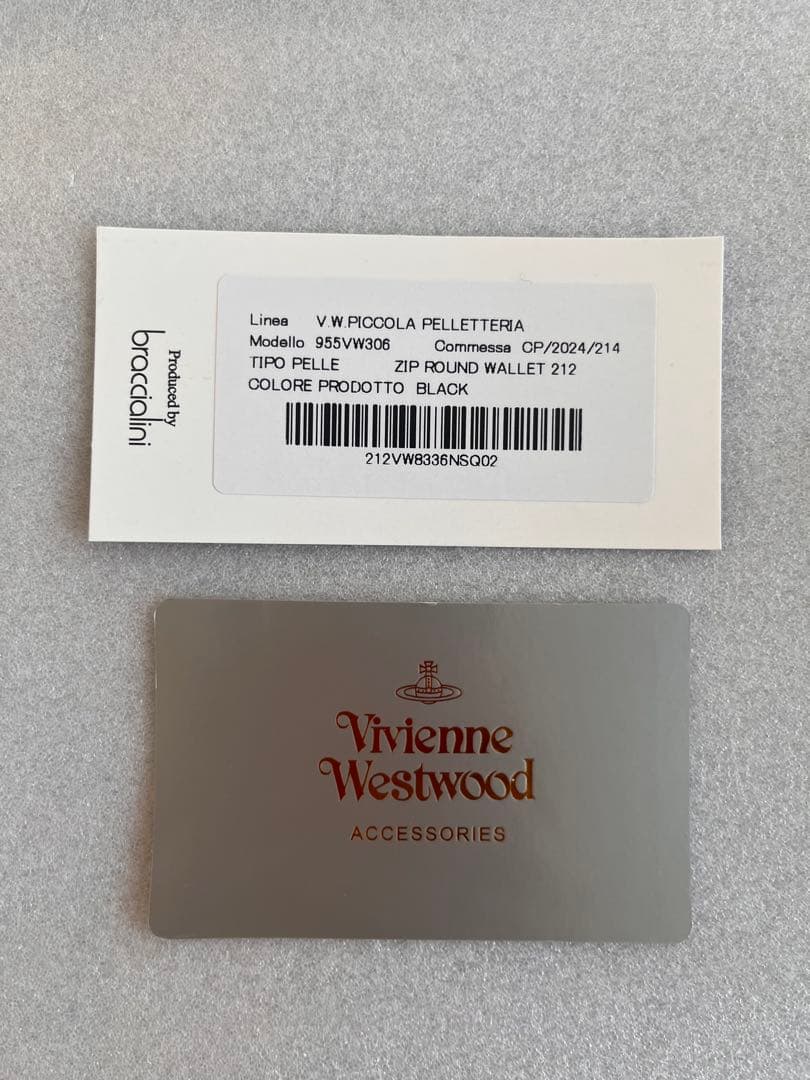 Produced by
braccialini
Linea V.W.PICCOLA PELLETTERIA
Modello 955VW306 Commessa CP/2024/214
TIPO PELLE ZIP ROUND WALLET 212
COLORE PRODOTTO BLACK
212VW8336NSQ02
Vivienne
Westwood
ACCESSORIES